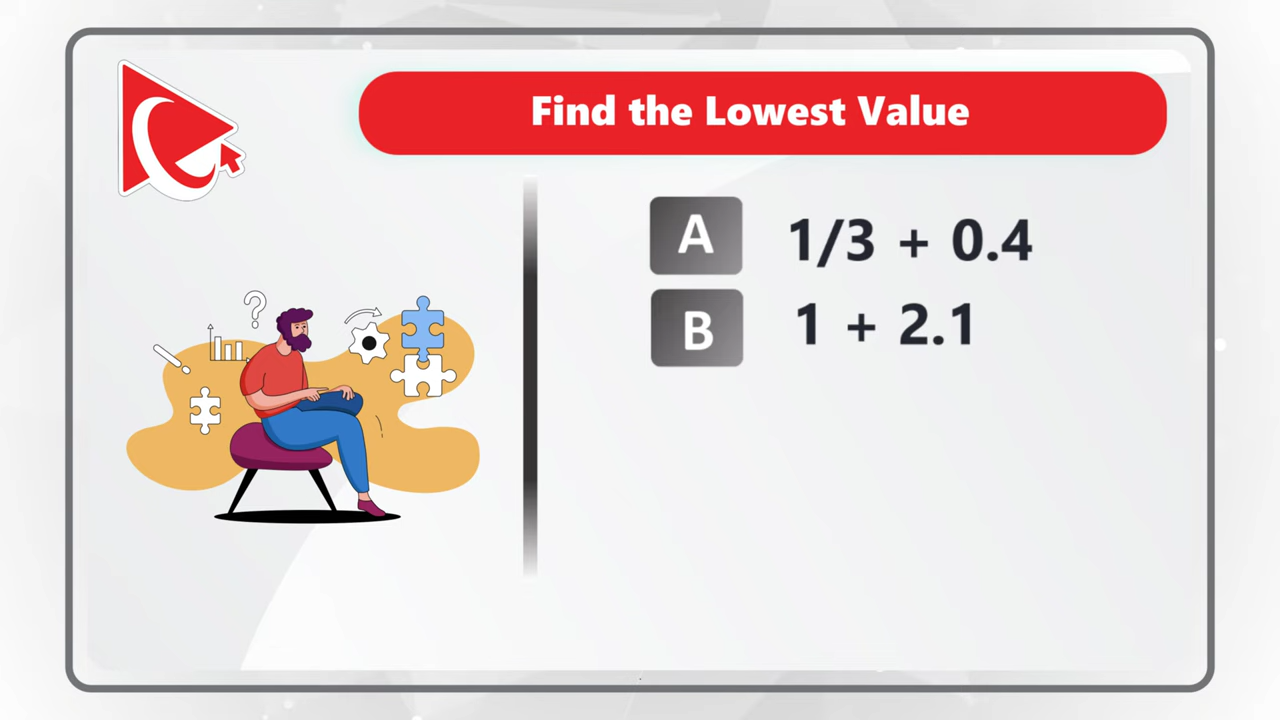 Find the Lowest Value
A 1/3 + 0.4
B 1 + 2.1
?